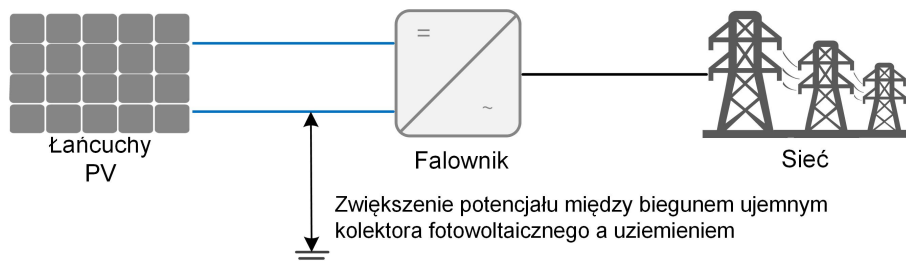 =
~
Łańcuchy
PV
Falownik
Sieć
Zwiększenie potencjału między biegunem ujemnym
kolektora fotowoltaicznego a uziemieniem